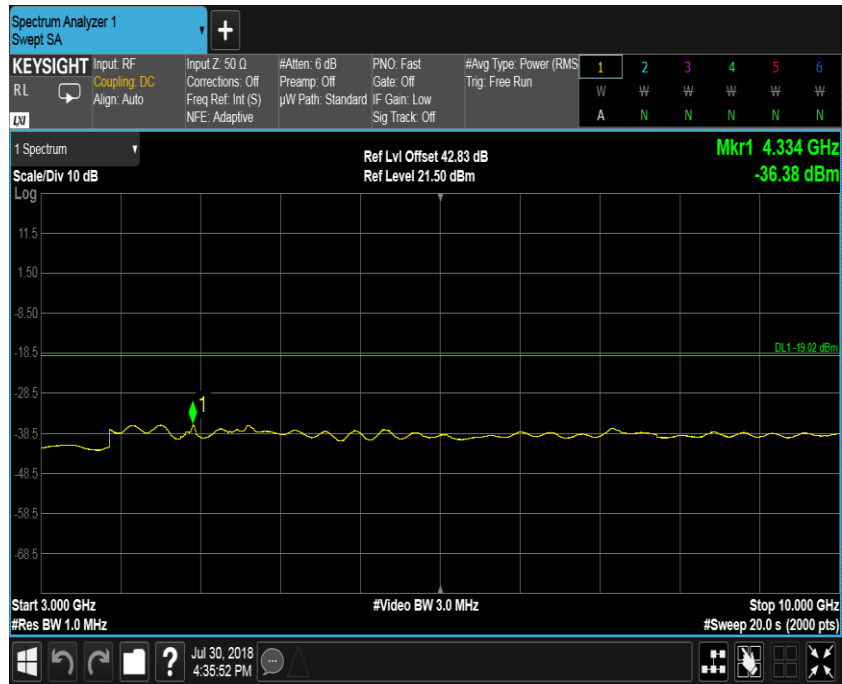 Spectrum Analyzer 1
Swept SA
KEYSIGHT
RL
LXI
Input: RF
Coupling: DC
Align: Auto
Input Z: 50 Ω
Corrections: Off
Freq Ref: Int (S)
NFE: Adaptive
#Atten: 6 dB
Preamp: Off
µW Path: Standard
PNO: Fast
Gate: Off
IF Gain: Low
Sig Track: Off
#Avg Type: Power (RMS
Trig: Free Run
1 2 3 4 5 6
W W W W W W
A N N N N N
1 Spectrum
Scale/Div 10 dB
Ref Lvl Offset 42.83 dB
Ref Level 21.50 dBm
Mkr1 4.334 GHz
-36.38 dBm
Log
11.5
1.50
-8.50
-18.5
DL1 -19.02 dBm
-28.5
1
-38.5
-48.5
-58.5
-68.5
Start 3.000 GHz
#Video BW 3.0 MHz
Stop 10.000 GHz
#Res BW 1.0 MHz
#Sweep 20.0 s (2000 pts)
?
Jul 30, 2018
4:35:52 PM